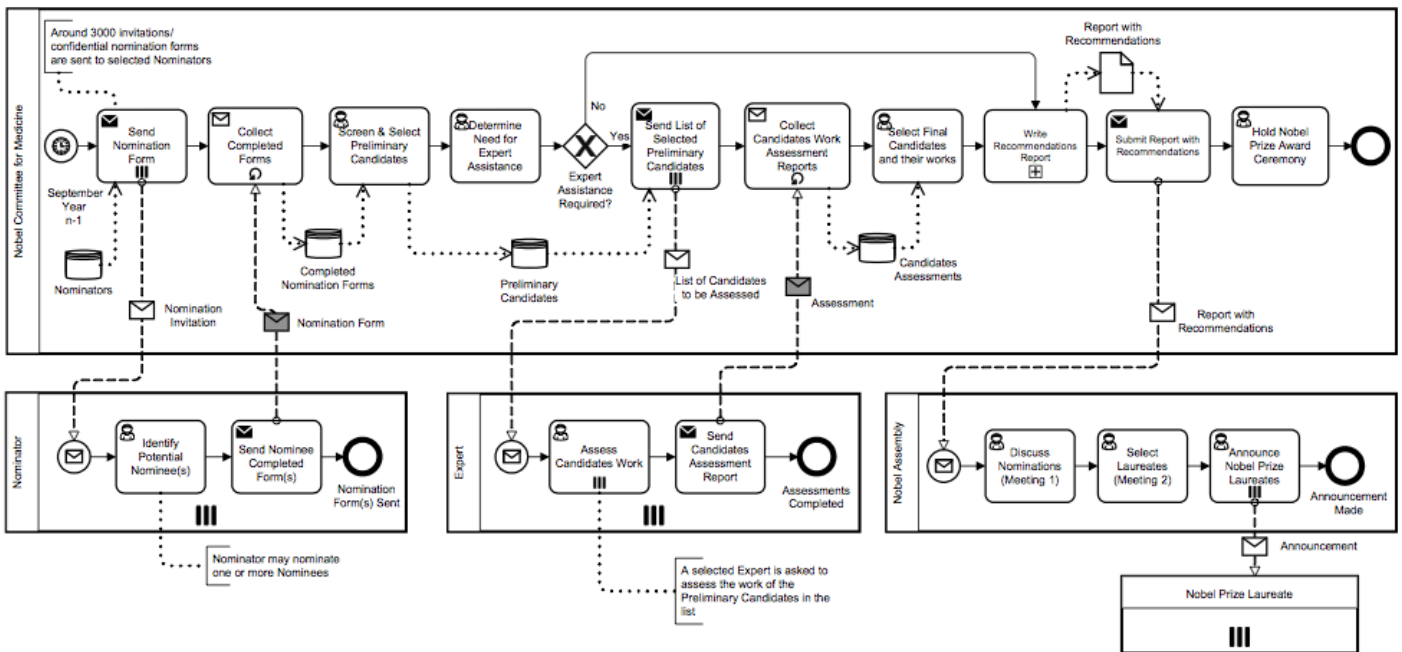 Nobel Committee for Medicine
Around 3000 invitations/
confidential nomination forms
are sent to selected Nominators
September
Year
n-1
Nominators
Send
Nomination
Form
Nomination
Invitation
Collect
Completed
Forms
Completed
Nomination Forms
Nomination Form
Screen & Select
Preliminary
Candidates
Preliminary
Candidates
Determine
Need for
Expert
Assistance
No
Yes
Expert
Assistance
Required?
Send List of
Selected
Preliminary
Candidates
List of Candidates
to be Assessed
Collect
Candidates Work
Assessment
Reports
Assessment
Candidates
Assessments
Select Final
Candidates
and their works
Write
Recommendations
Report
Report with
Recommendations
Submit Report with
Recommendations
Report with
Recommendations
Hold Nobel
Prize Award
Ceremony
Nominator
Identify
Potential
Nominee(s)
Send Nominee
Completed
Form(s)
Nomination
Form(s) Sent
Nominator may nominate
one or more Nominees
Expert
Assess
Candidates Work
Send
Candidates
Assessment
Report
Assessments
Completed
A selected Expert is asked to
assess the work of the
Preliminary Candidates in the
list
Nobel Assembly
Discuss
Nominations
(Meeting 1)
Select
Laureates
(Meeting 2)
Announce
Nobel Prize
Laureates
Announcement
Made
Announcement
Nobel Prize Laureate